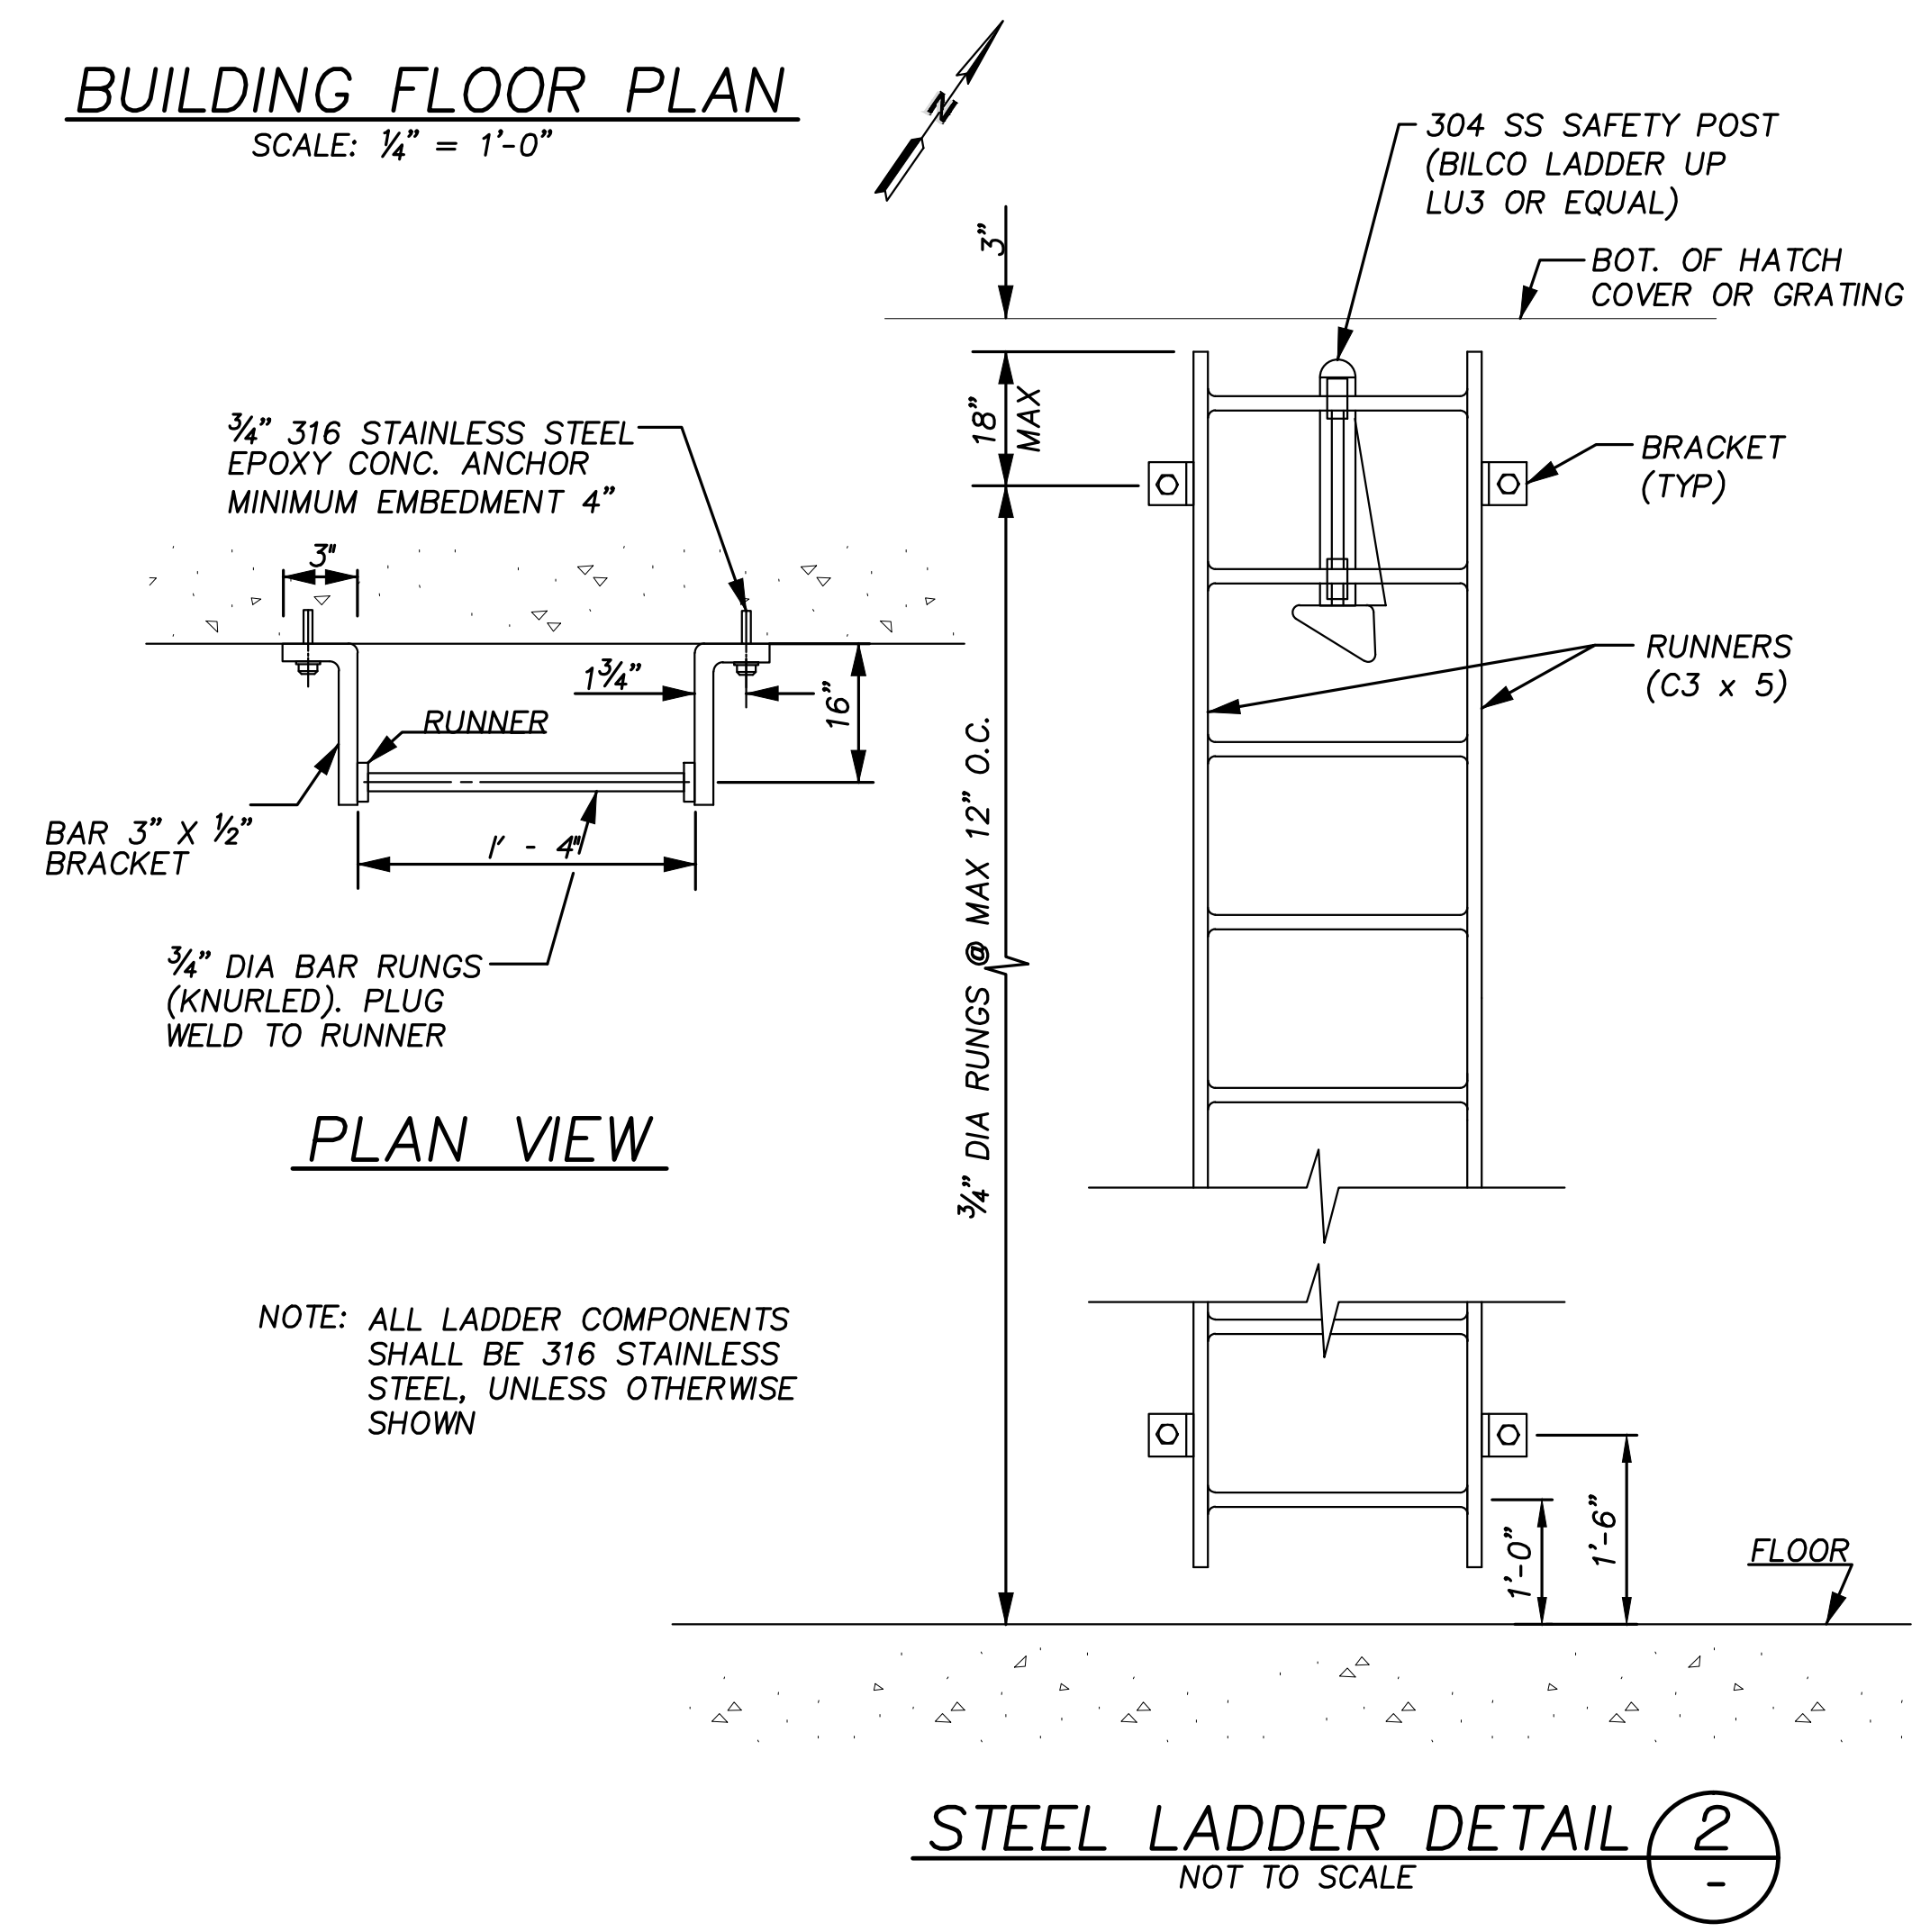 BUILDING FLOOR PLAN
SCALE: ¼” = 1’-0”
N
304 SS SAFETY POST
(BILCO LADDER UP
LU3 OR EQUAL)
3”
BOT. OF HATCH
COVER OR GRATING
18”
MAX
BRACKET
(TYP)
¾” 316 STAINLESS STEEL
EPOXY CONC. ANCHOR
MINIMUM EMBEDMENT 4”
3"
1¾”
16”
RUNNER
RUNNERS
(C3 x 5)
BAR 3” X ½”
BRACKET
1' - 4"
¾” DIA BAR RUNGS
(KNURLED). PLUG
WELD TO RUNNER
¾” DIA RUNGS @ MAX 12” O.C.
PLAN VIEW
NOTE: ALL LADDER COMPONENTS
SHALL BE 316 STAINLESS
STEEL, UNLESS OTHERWISE
SHOWN
1’-0”
1’-6”
FLOOR
STEEL LADDER DETAIL 2
NOT TO SCALE -